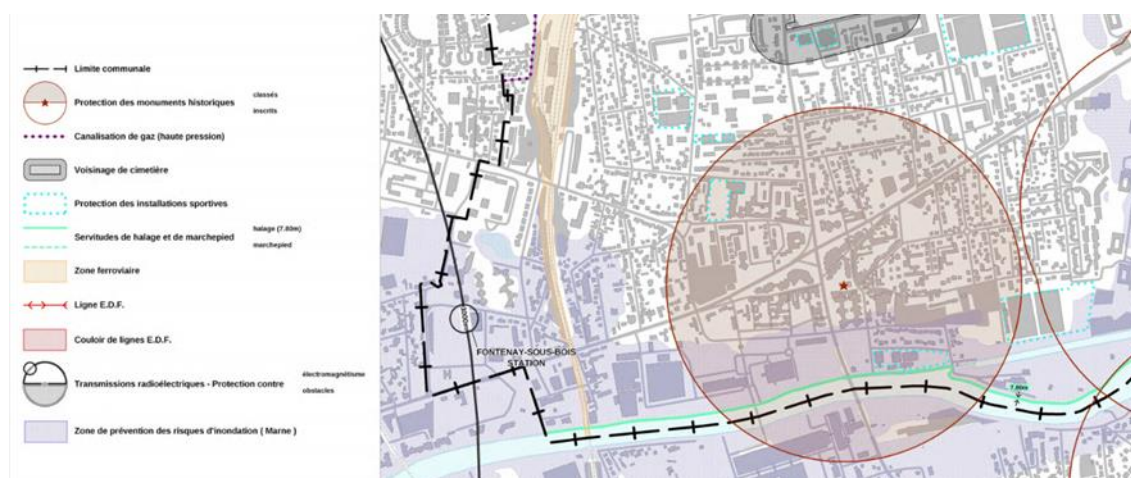 Limite communale
Protection des monuments historiques
classés
inscrits
Canalisation de gaz (haute pression)
Voisinage de cimetière
Protection des installations sportives
Servitudes de halage et de marchepied
halage (7.80m)
marchepied
Zone ferroviaire
Ligne E.D.F.
Couloir de lignes E.D.F.
Transmissions radioélectriques - Protection contre
électromagnétisme
obstacles
Zone de prévention des risques d'inondation ( Marne )
FONTENAY-SOUS-BOIS
STATION
7.80m